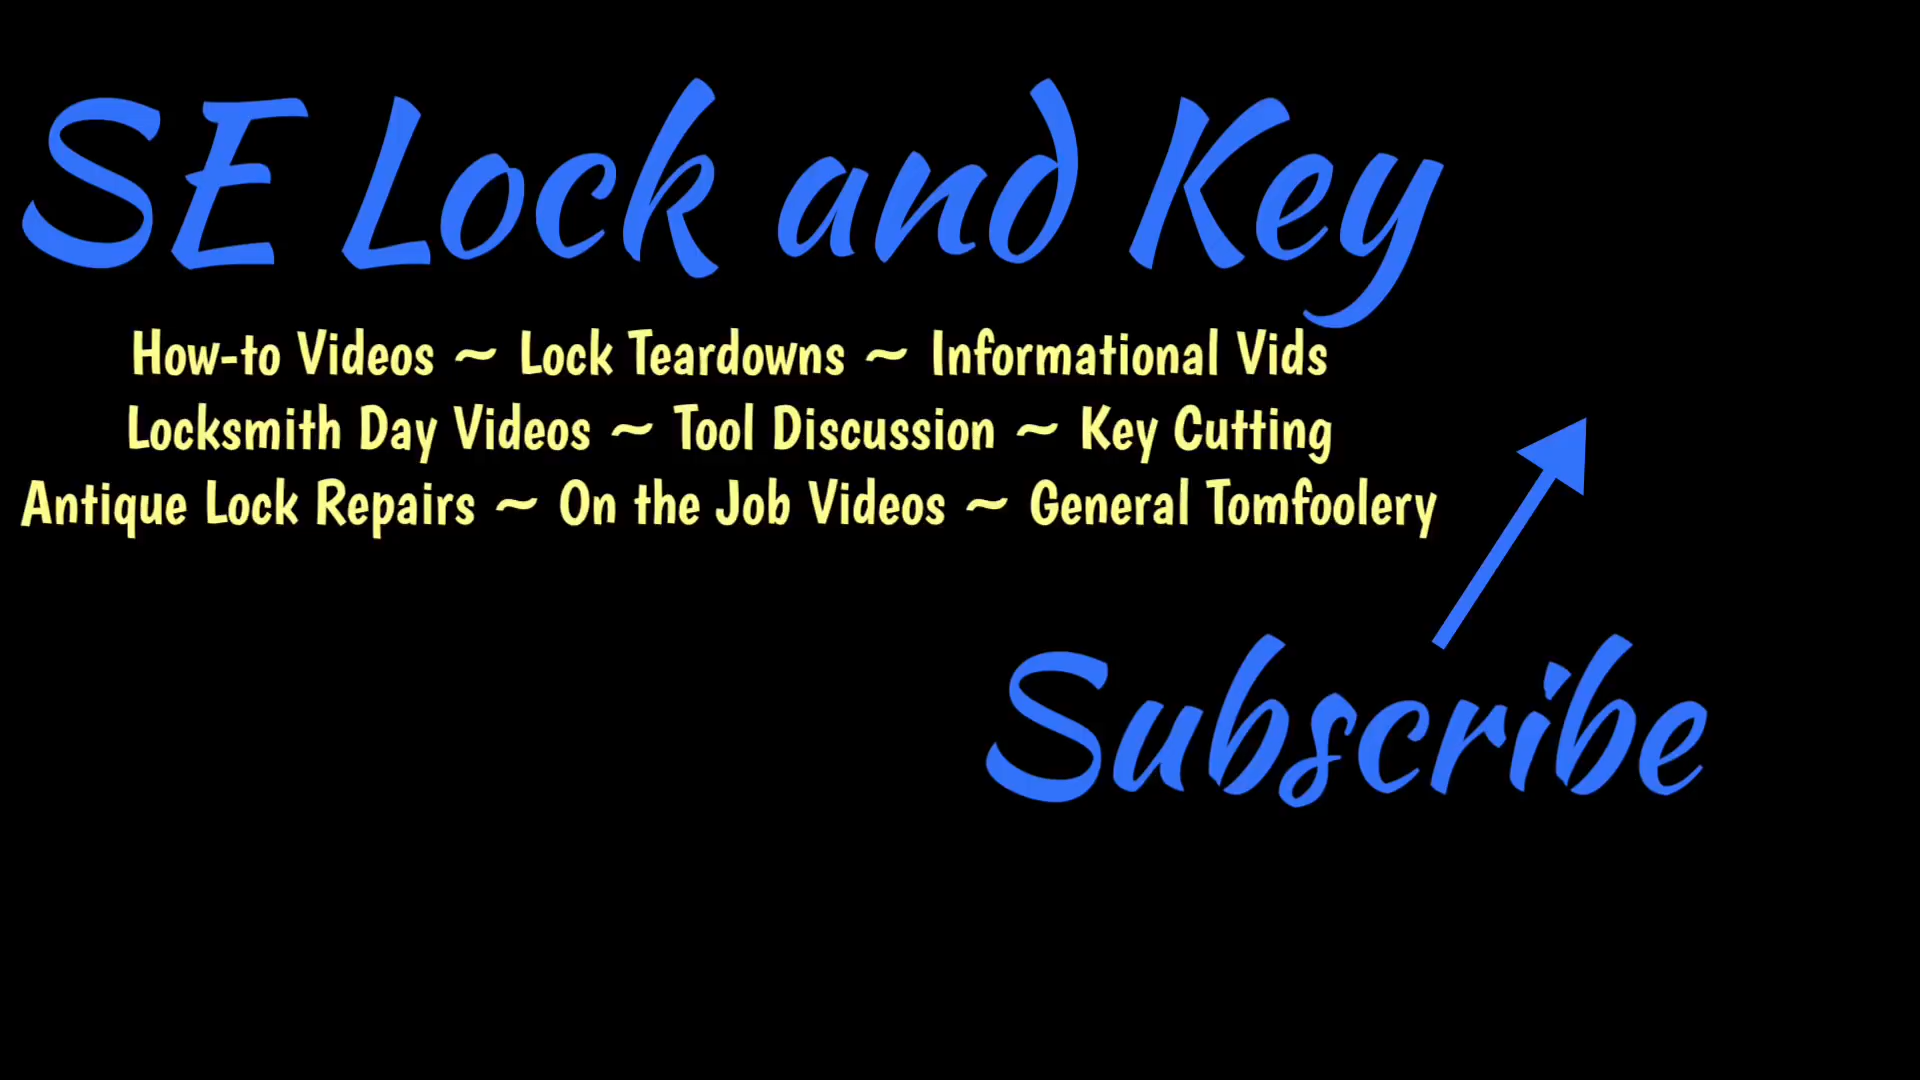 SE Lock and Key
How-to Videos ~ Lock Teardowns ~ Informational Vids
Locksmith Day Videos ~ Tool Discussion ~ Key Cutting
Antique Lock Repairs ~ On the Job Videos ~ General Tomfoolery
Subscribe